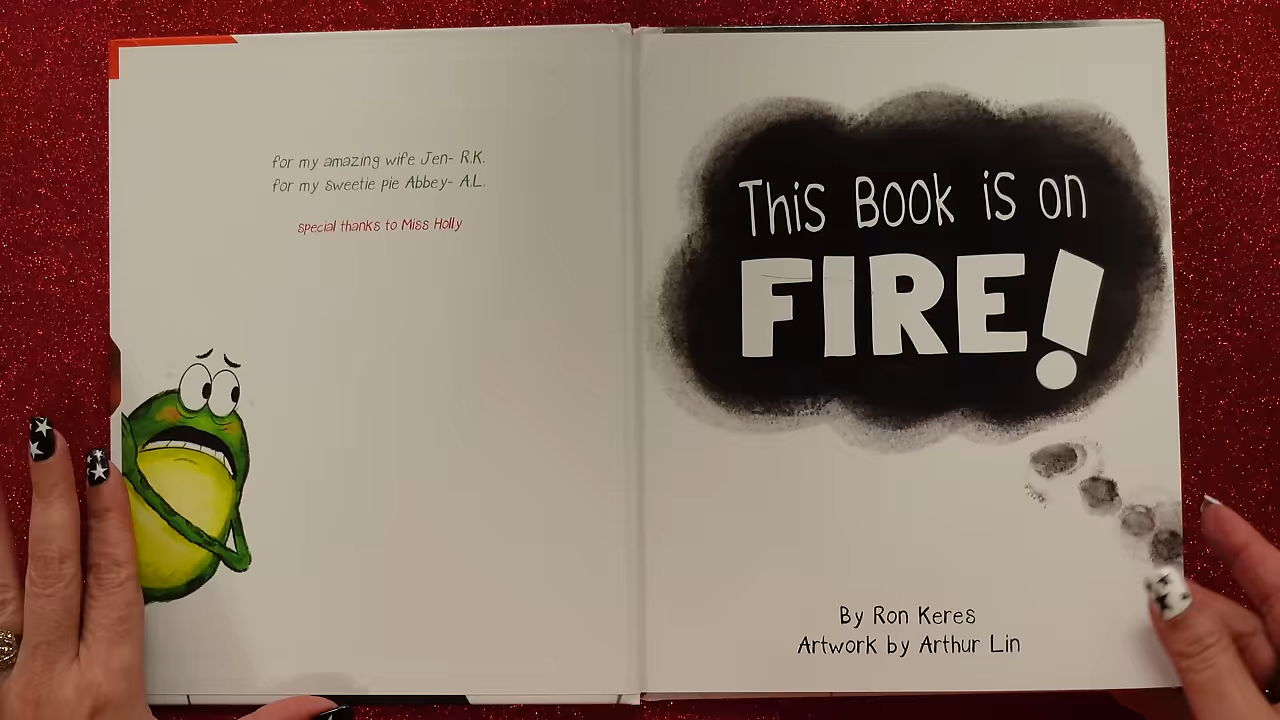 for my amazing wife Jen- R.K.
for my sweetie pie Abbey- A.L.
special thanks to Miss Holly
This Book is on
FIRE!
By Ron Keres
Artwork by Arthur Lin